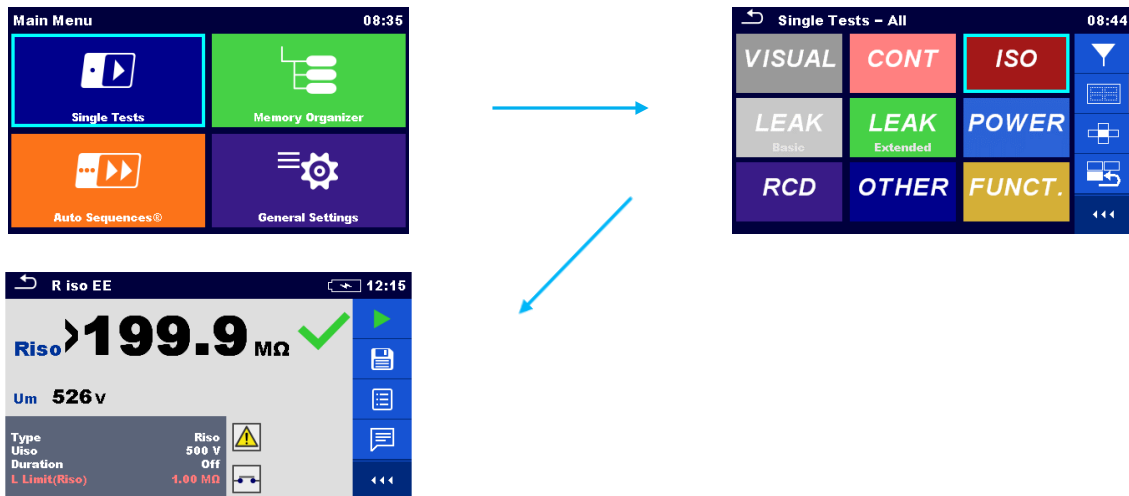 Main Menu 08:35
Single Tests Memory Organizer
Auto Sequences® General Settings
Single Tests – All 08:44
VISUAL CONT ISO
LEAK LEAK POWER
Basic Extended
RCD OTHER FUNCT.
R iso EE 12:15
Riso >199.9 MΩ
Um 526 V
Type Riso
Uiso 500 V
Duration Off
L Limit(Riso) 1.00 MΩ